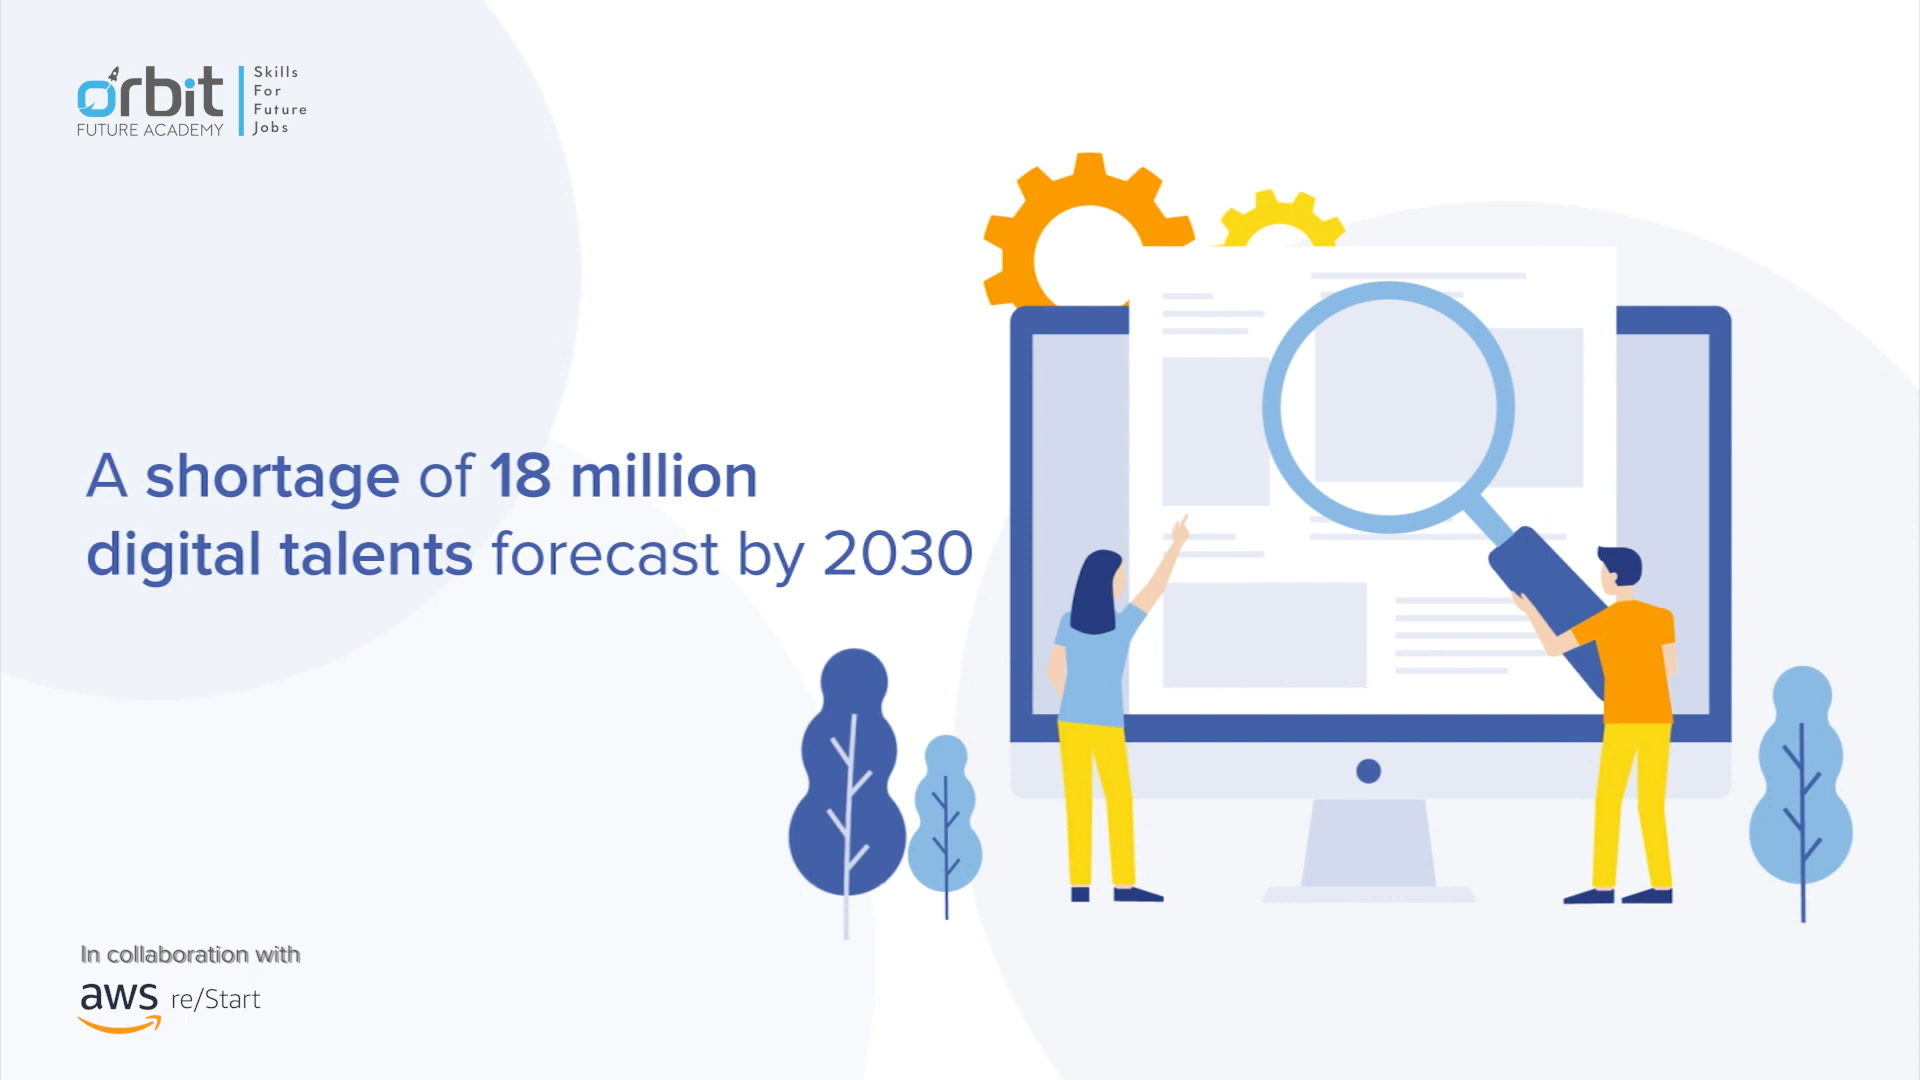 orbit
FUTURE ACADEMY
Skills
For
Future
Jobs
A shortage of 18 million
digital talents forecast by 2030
In collaboration with
aws re/Start